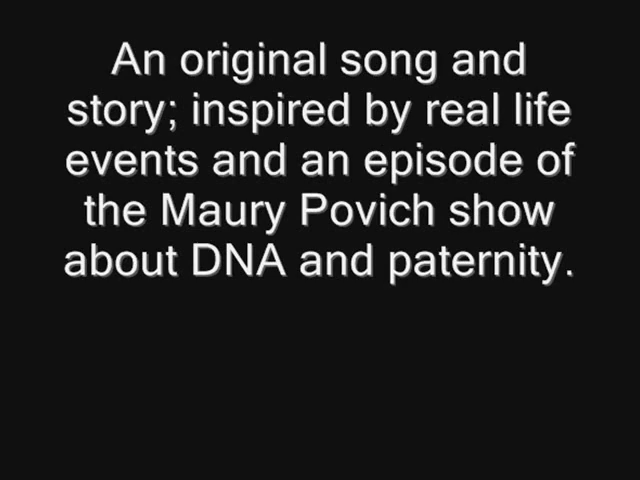 An original song and
story; inspired by real life
events and an episode of
the Maury Povich show
about DNA and paternity.